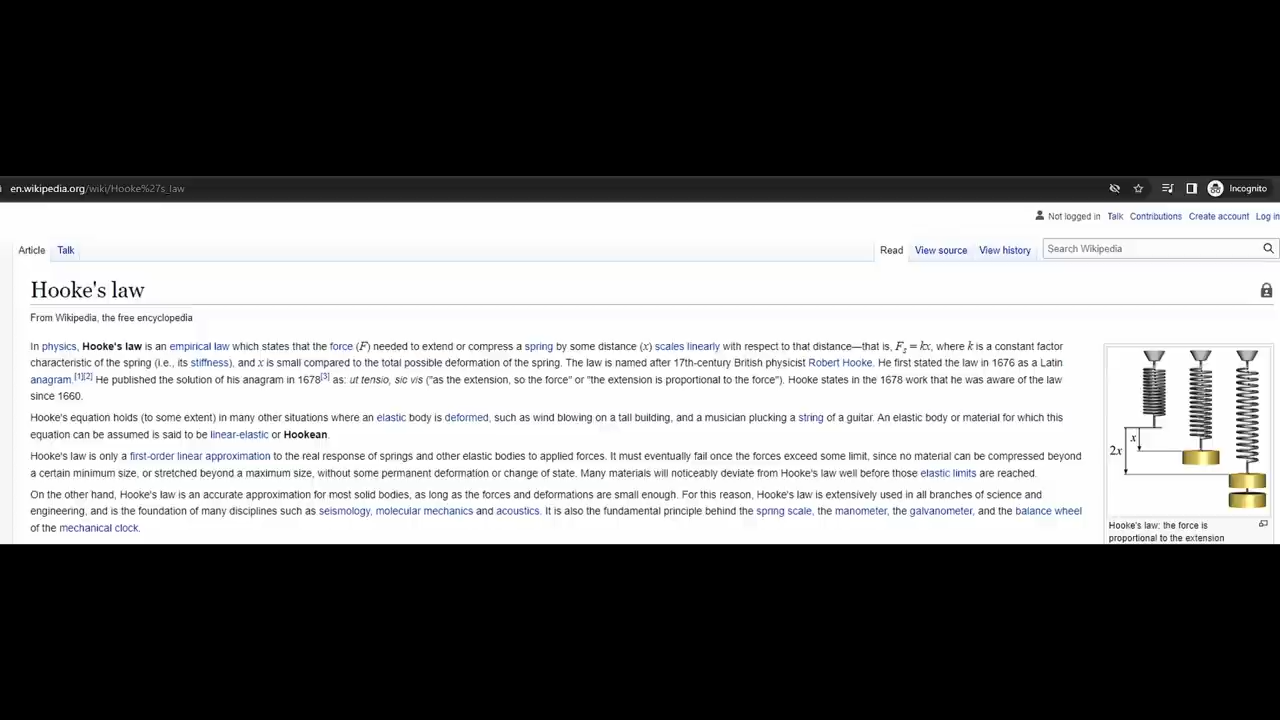 en.wikipedia.org/wiki/Hooke%27s_law
Incognito
Not logged in Talk Contributions Create account Log in
Article Talk
Read View source View history Search Wikipedia
Hooke's law
From Wikipedia, the free encyclopedia
In physics, Hooke's law is an empirical law which states that the force (F) needed to extend or compress a spring by some distance (x) scales linearly with respect to that distance—that is, Fs = kx, where k is a constant factor
characteristic of the spring (i.e., its stiffness), and x is small compared to the total possible deformation of the spring. The law is named after 17th-century British physicist Robert Hooke. He first stated the law in 1676 as a Latin
anagram.[1][2] He published the solution of his anagram in 1678[3] as: ut tensio, sic vis ("as the extension, so the force" or "the extension is proportional to the force"). Hooke states in the 1678 work that he was aware of the law
since 1660.
Hooke's equation holds (to some extent) in many other situations where an elastic body is deformed, such as wind blowing on a tall building, and a musician plucking a string of a guitar. An elastic body or material for which this
equation can be assumed is said to be linear-elastic or Hookean.
Hooke's law is only a first-order linear approximation to the real response of springs and other elastic bodies to applied forces. It must eventually fail once the forces exceed some limit, since no material can be compressed beyond
a certain minimum size, or stretched beyond a maximum size, without some permanent deformation or change of state. Many materials will noticeably deviate from Hooke's law well before those elastic limits are reached.
On the other hand, Hooke's law is an accurate approximation for most solid bodies, as long as the forces and deformations are small enough. For this reason, Hooke's law is extensively used in all branches of science and
engineering, and is the foundation of many disciplines such as seismology, molecular mechanics and acoustics. It is also the fundamental principle behind the spring scale, the manometer, the galvanometer, and the balance wheel
of the mechanical clock.
x
2x
Hooke's law: the force is
proportional to the extension